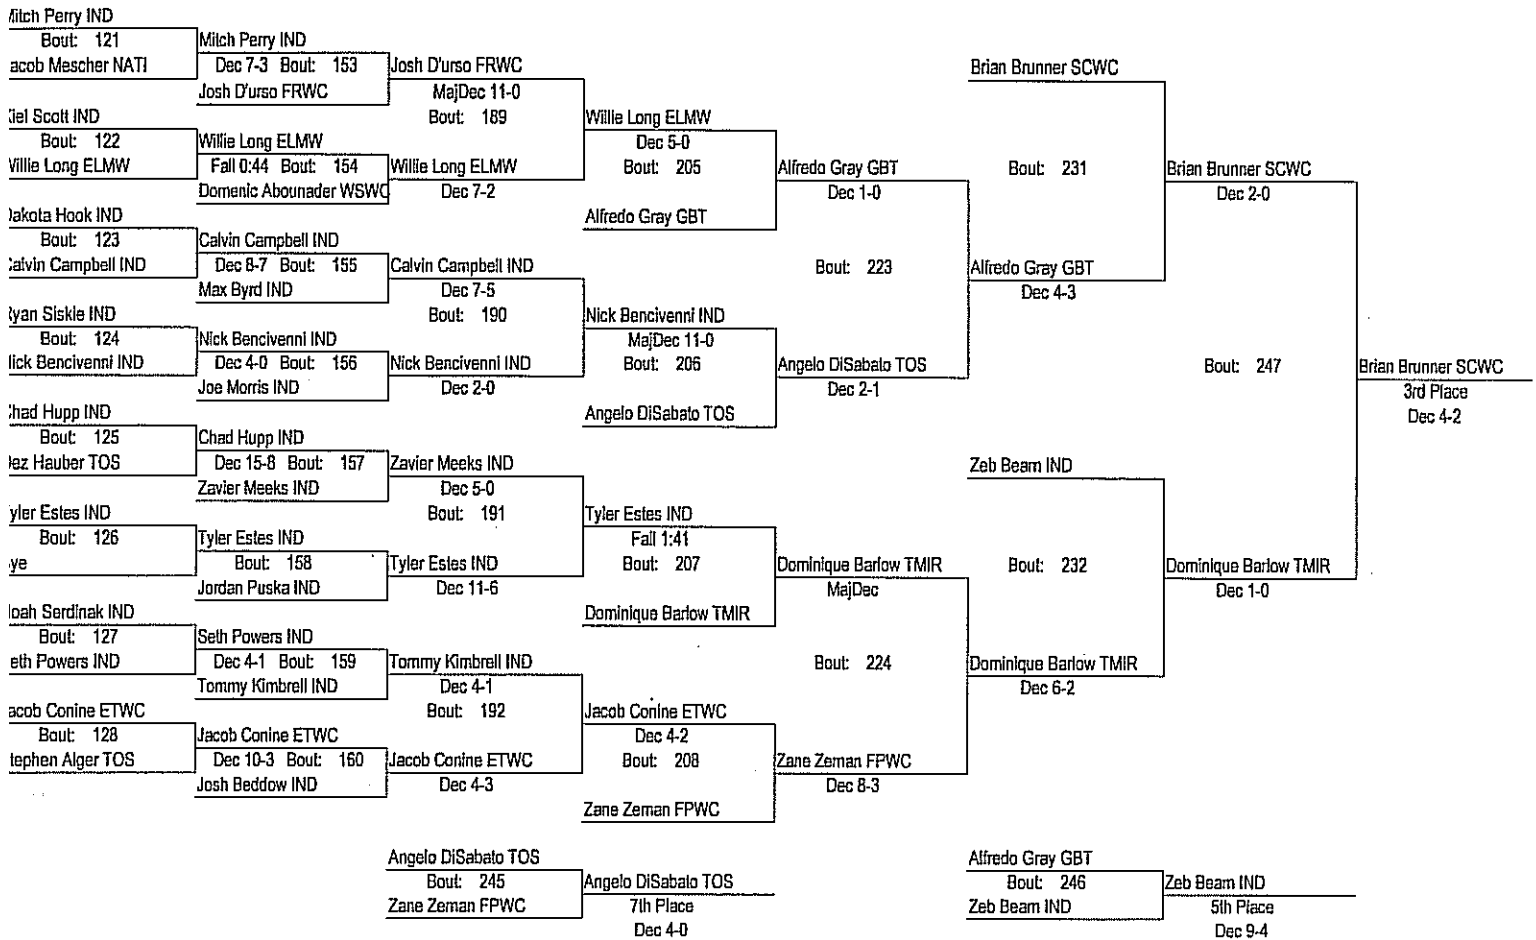 Mitch Perry IND
Bout: 121
Jacob Mescher NATI
Kiel Scott IND
Bout: 122
Willie Long ELMW
Dakota Hook IND
Bout: 123
Calvin Campbell IND
Ryan Siskie IND
Bout: 124
Nick Bencivenni IND
Chad Hupp IND
Bout: 125
Dez Hauber TOS
Tyler Estes IND
Bout: 126
Bye
Noah Serdinak IND
Bout: 127
Seth Powers IND
Jacob Conine ETWC
Bout: 128
Stephen Alger TOS
Mitch Perry IND
Dec 7-3 Bout: 153
Josh D'urso FRWC
Willie Long ELMW
Fall 0:44 Bout: 154
Domenic Abounader WSWC
Calvin Campbell IND
Dec 8-7 Bout: 155
Max Byrd IND
Nick Bencivenni IND
Dec 4-0 Bout: 156
Joe Morris IND
Chad Hupp IND
Dec 15-8 Bout: 157
Zavier Meeks IND
Tyler Estes IND
Bout: 158
Jordan Puska IND
Seth Powers IND
Dec 4-1 Bout: 159
Tommy Kimbrell IND
Jacob Conine ETWC
Dec 10-3 Bout: 160
Josh Beddow IND
Josh D'urso FRWC
MajDec 11-0
Bout: 189
Willie Long ELMW
Dec 7-2
Calvin Campbell IND
Dec 7-5
Bout: 190
Nick Bencivenni IND
Dec 2-0
Zavier Meeks IND
Dec 5-0
Bout: 191
Tyler Estes IND
Dec 11-6
Tommy Kimbrell IND
Dec 4-1
Bout: 192
Jacob Conine ETWC
Dec 4-3
Willie Long ELMW
Dec 5-0
Bout: 205
Alfredo Gray GBT
Nick Bencivenni IND
MajDec 11-0
Bout: 206
Angelo DiSabato TOS
Tyler Estes IND
Fall 1:41
Bout: 207
Dominique Barlow TMIR
Jacob Conine ETWC
Dec 4-2
Bout: 208
Zane Zeman FPWC
Alfredo Gray GBT
Dec 1-0
Bout: 223
Angelo DiSabato TOS
Dec 2-1
Dominique Barlow TMIR
MajDec
Bout: 224
Zane Zeman FPWC
Dec 8-3
Brian Brunner SCWC
Bout: 231
Alfredo Gray GBT
Dec 4-3
Zeb Beam IND
Bout: 232
Dominique Barlow TMIR
Dec 6-2
Brian Brunner SCWC
Dec 2-0
Bout: 247
Dominique Barlow TMIR
Dec 1-0
Brian Brunner SCWC
3rd Place
Dec 4-2
Angelo DiSabato TOS
Bout: 245
Zane Zeman FPWC
Angelo DiSabato TOS
7th Place
Dec 4-0
Alfredo Gray GBT
Bout: 246
Zeb Beam IND
Zeb Beam IND
5th Place
Dec 9-4